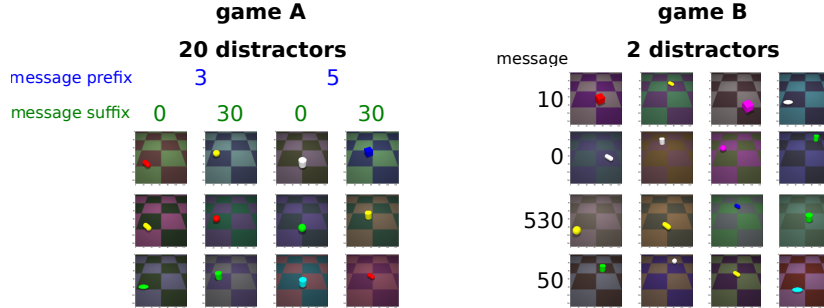 game A
20 distractors
message prefix 3 5
message suffix 0 30 0 30
game B
message 2 distractors
10
0
530
50